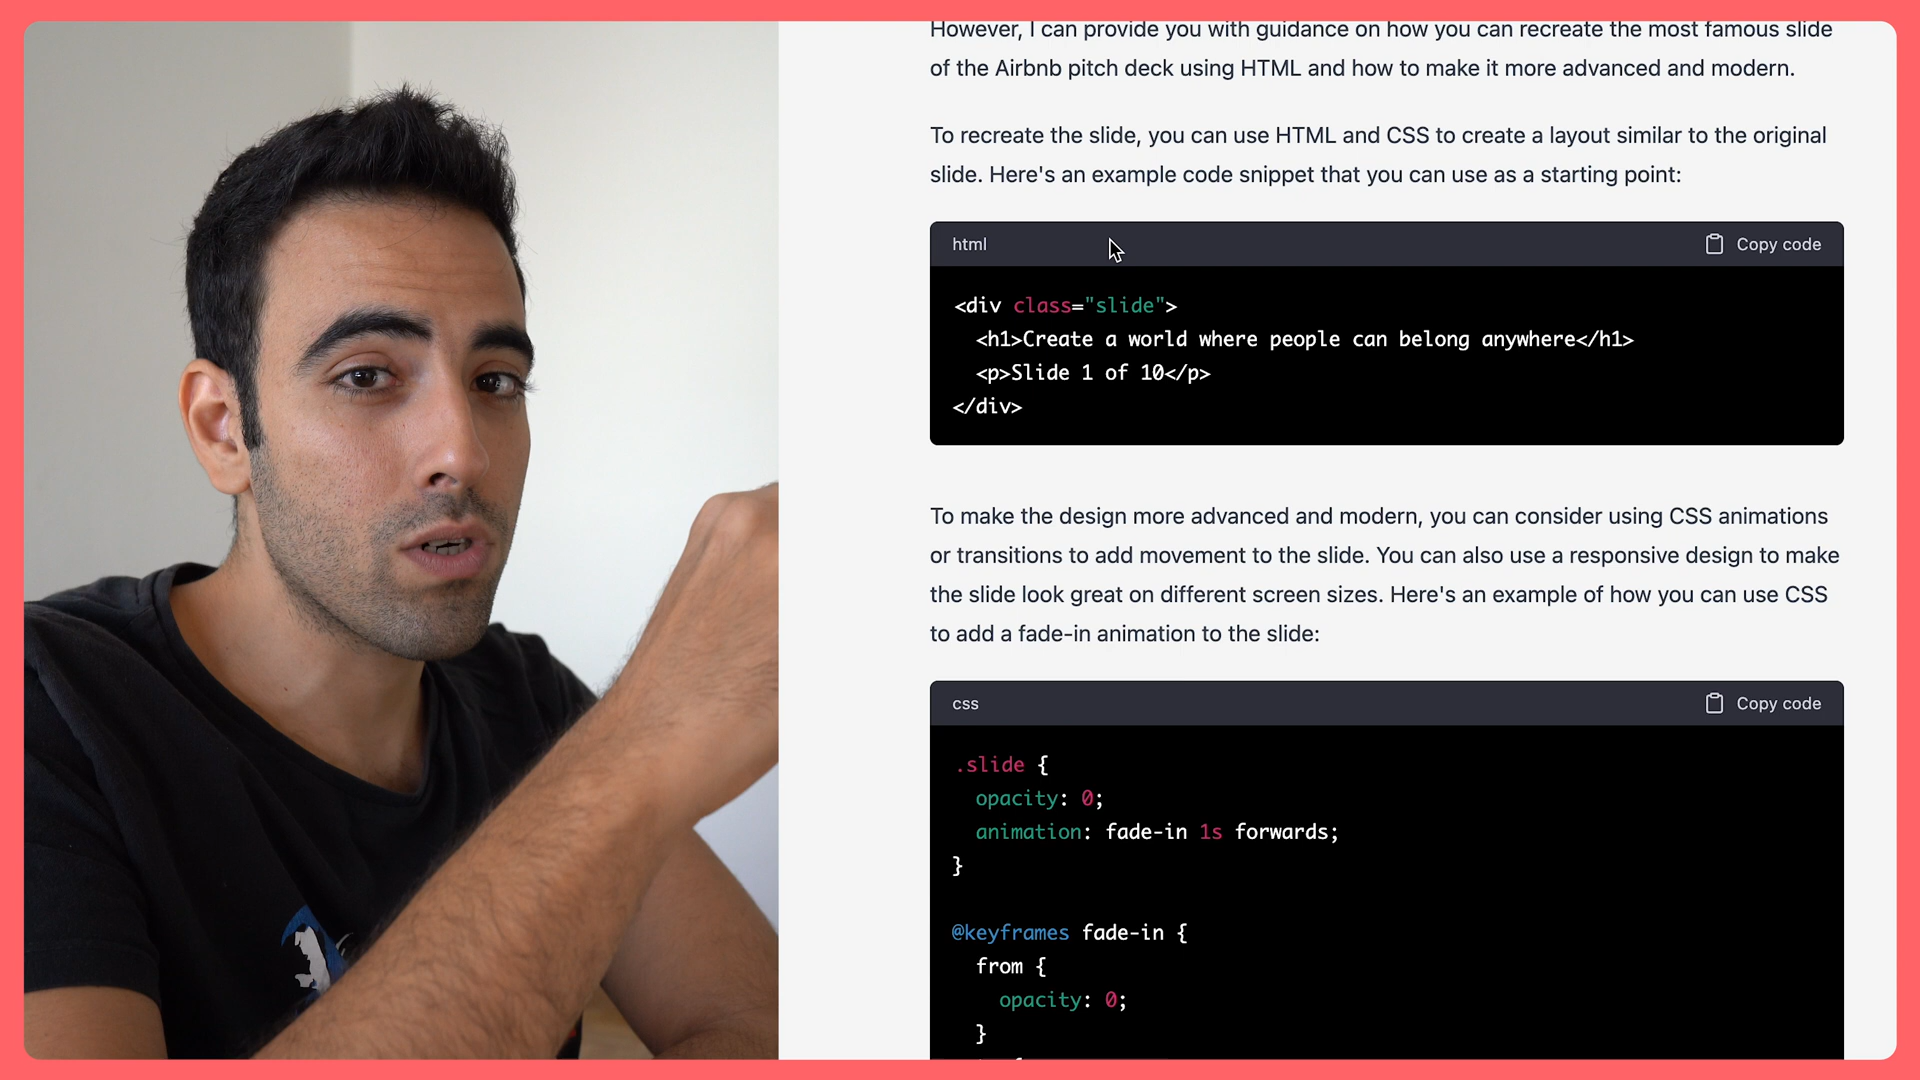 However, I can provide you with guidance on how you can recreate the most famous slide
of the Airbnb pitch deck using HTML and how to make it more advanced and modern.
To recreate the slide, you can use HTML and CSS to create a layout similar to the original
slide. Here's an example code snippet that you can use as a starting point:
html
Copy code
<div class="slide">
<h1>Create a world where people can belong anywhere</h1>
<p>Slide 1 of 10</p>
</div>
To make the design more advanced and modern, you can consider using CSS animations
or transitions to add movement to the slide. You can also use a responsive design to make
the slide look great on different screen sizes. Here's an example of how you can use CSS
to add a fade-in animation to the slide:
css
Copy code
.slide {
opacity: 0;
animation: fade-in 1s forwards;
}
@keyframes fade-in {
from {
opacity: 0;
}